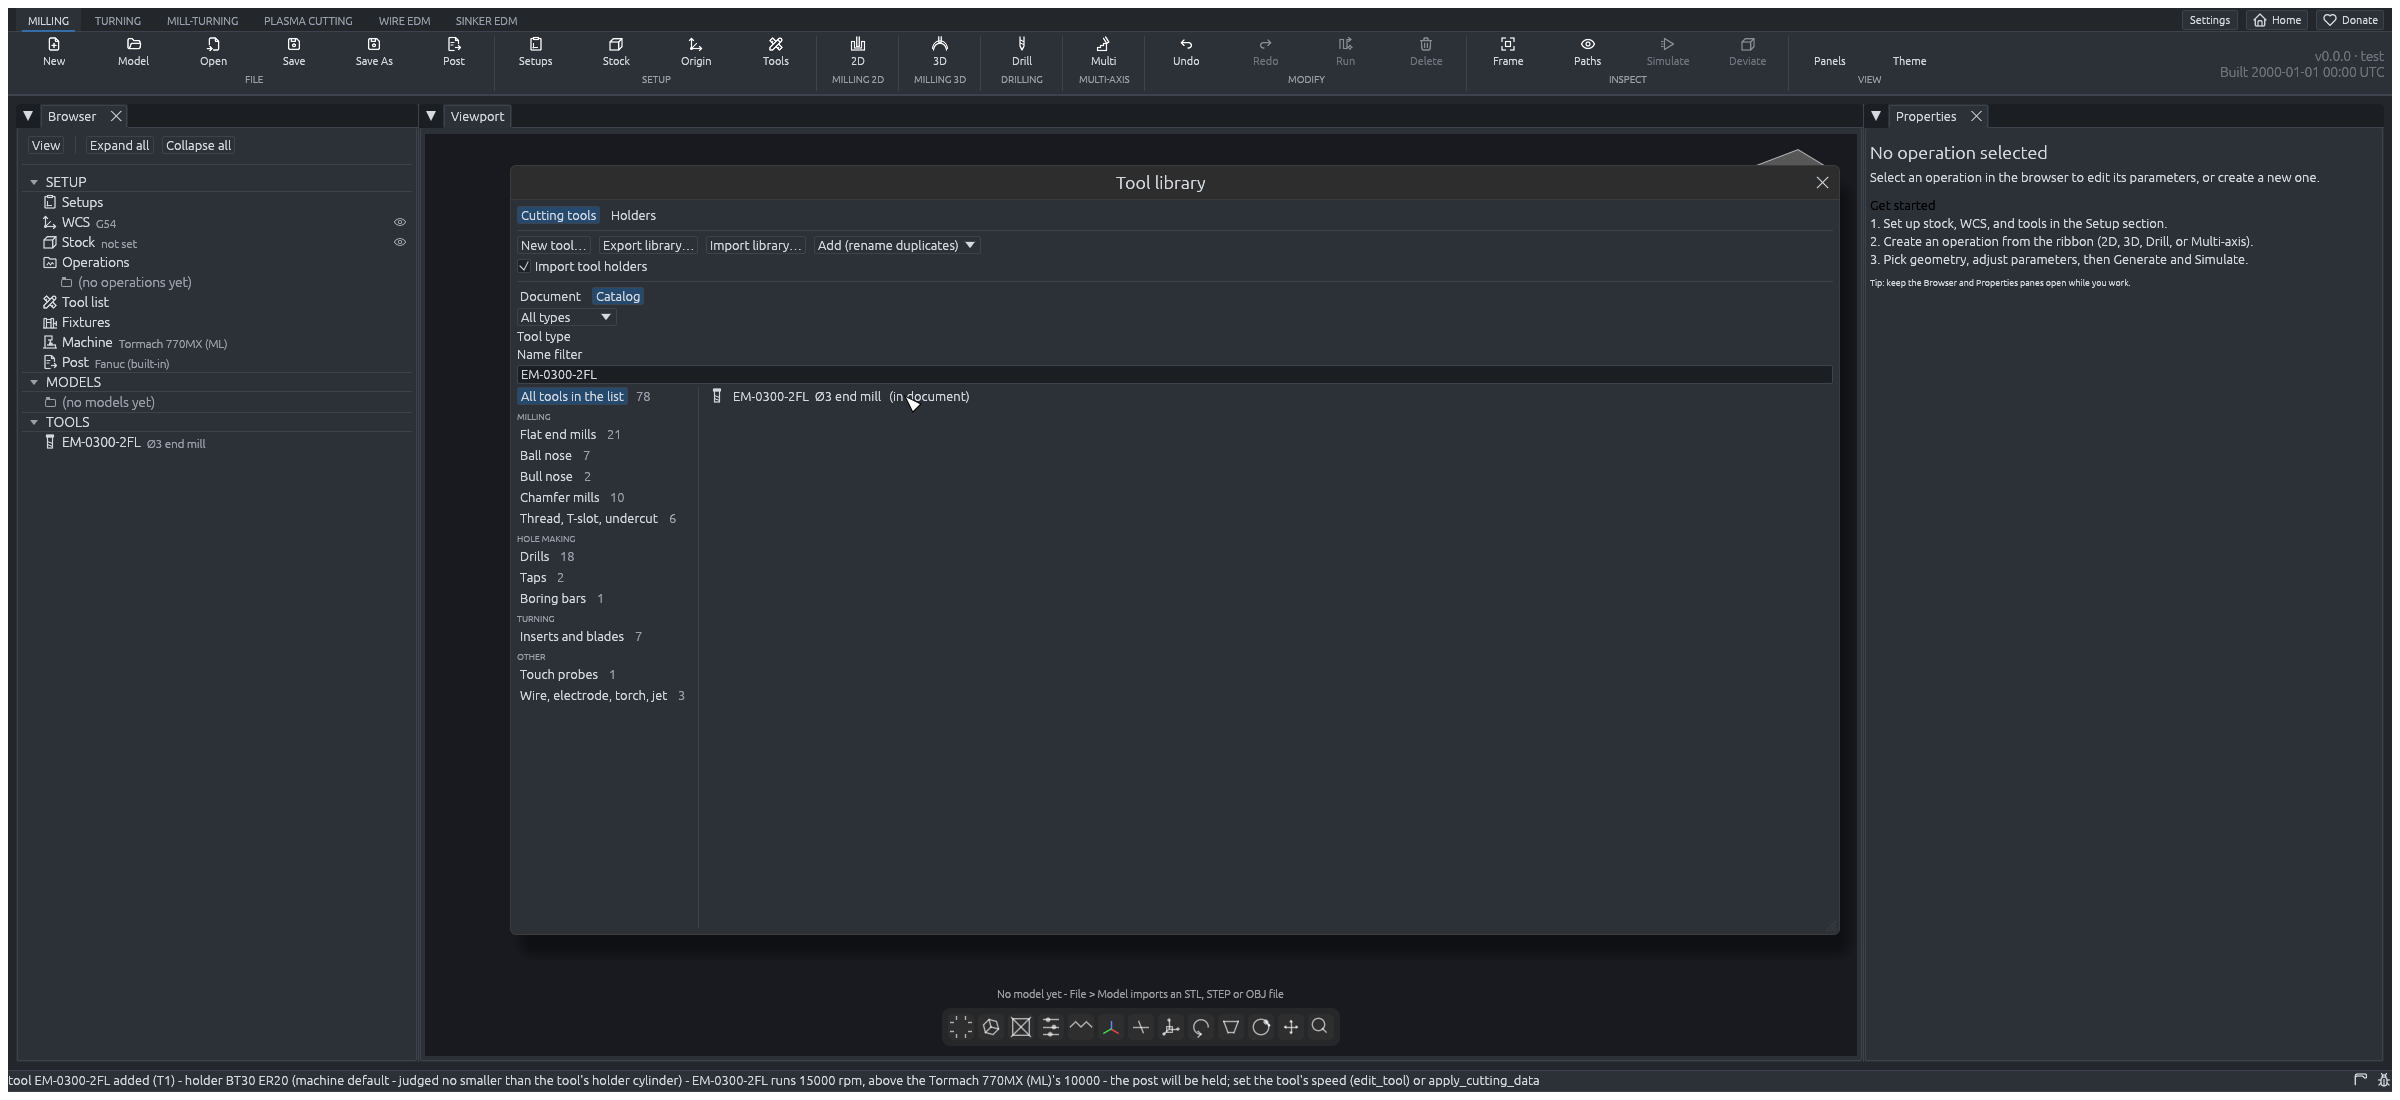 MILLING TURNING MILL-TURNING PLASMA CUTTING WIRE EDM SINKER EDM Settings Home Donate
New Model Open Save Save As Post Setups Stock Origin Tools 2D 3D Drill Multi Undo Redo Run Delete Frame Paths Simulate Deviate Panels Theme
FILE SETUP MILLING 2D MILLING 3D DRILLING MULTI-AXIS MODIFY INSPECT VIEW
v0.0.0 · test
Built 2000-01-01 00:00 UTC
Browser
View Expand all Collapse all
SETUP
Setups
WCS G54
Stock not set
Operations
(no operations yet)
Tool list
Fixtures
Machine Tormach 770MX (ML)
Post Fanuc (built-in)
MODELS
(no models yet)
TOOLS
EM-0300-2FL Ø3 end mill
Viewport
Tool library
Cutting tools Holders
New tool... Export library... Import library... Add (rename duplicates)
Import tool holders
Document Catalog
All types
Tool type
Name filter
EM-0300-2FL
All tools in the list 78
MILLING
Flat end mills 21
Ball nose 7
Bull nose 2
Chamfer mills 10
Thread, T-slot, undercut 6
HOLE MAKING
Drills 18
Taps 2
Boring bars 1
TURNING
Inserts and blades 7
OTHER
Touch probes 1
Wire, electrode, torch, jet 3
EM-0300-2FL Ø3 end mill (in document)
No model yet - File > Model imports an STL, STEP or OBJ file
Properties
No operation selected
Select an operation in the browser to edit its parameters, or create a new one.
Get started
1. Set up stock, WCS, and tools in the Setup section.
2. Create an operation from the ribbon (2D, 3D, Drill, or Multi-axis).
3. Pick geometry, adjust parameters, then Generate and Simulate.
Tip: keep the Browser and Properties panes open while you work.
tool EM-0300-2FL added (T1) - holder BT30 ER20 (machine default - judged no smaller than the tool's holder cylinder) - EM-0300-2FL runs 15000 rpm, above the Tormach 770MX (ML)'s 10000 - the post will be held; set the tool's speed (edit_tool) or apply_cutting_data